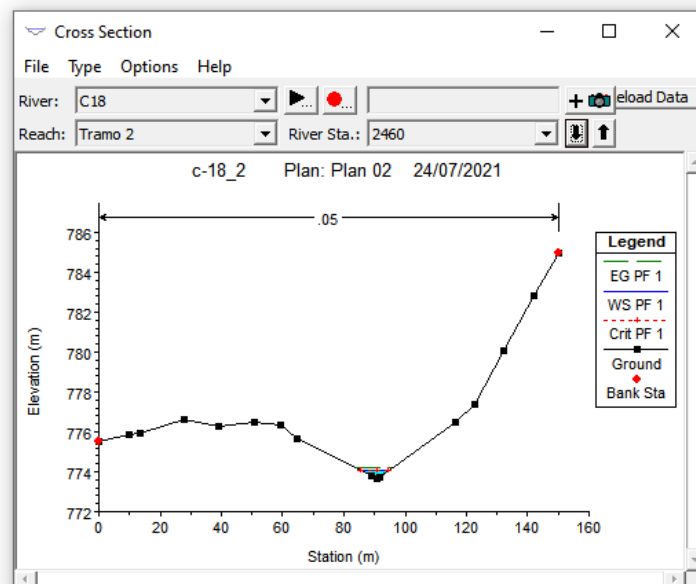 Cross Section
File Type Options Help
River: C18 ... ... + eload Data
Reach: Tramo 2 River Sta.: 2460
c-18_2 Plan: Plan 02 24/07/2021
.05
786
784
782
780
778
776
774
772
0 20 40 60 80 100 120 140 160
Elevation (m)
Station (m)
Legend
EG PF 1
WS PF 1
Crit PF 1
Ground
Bank Sta